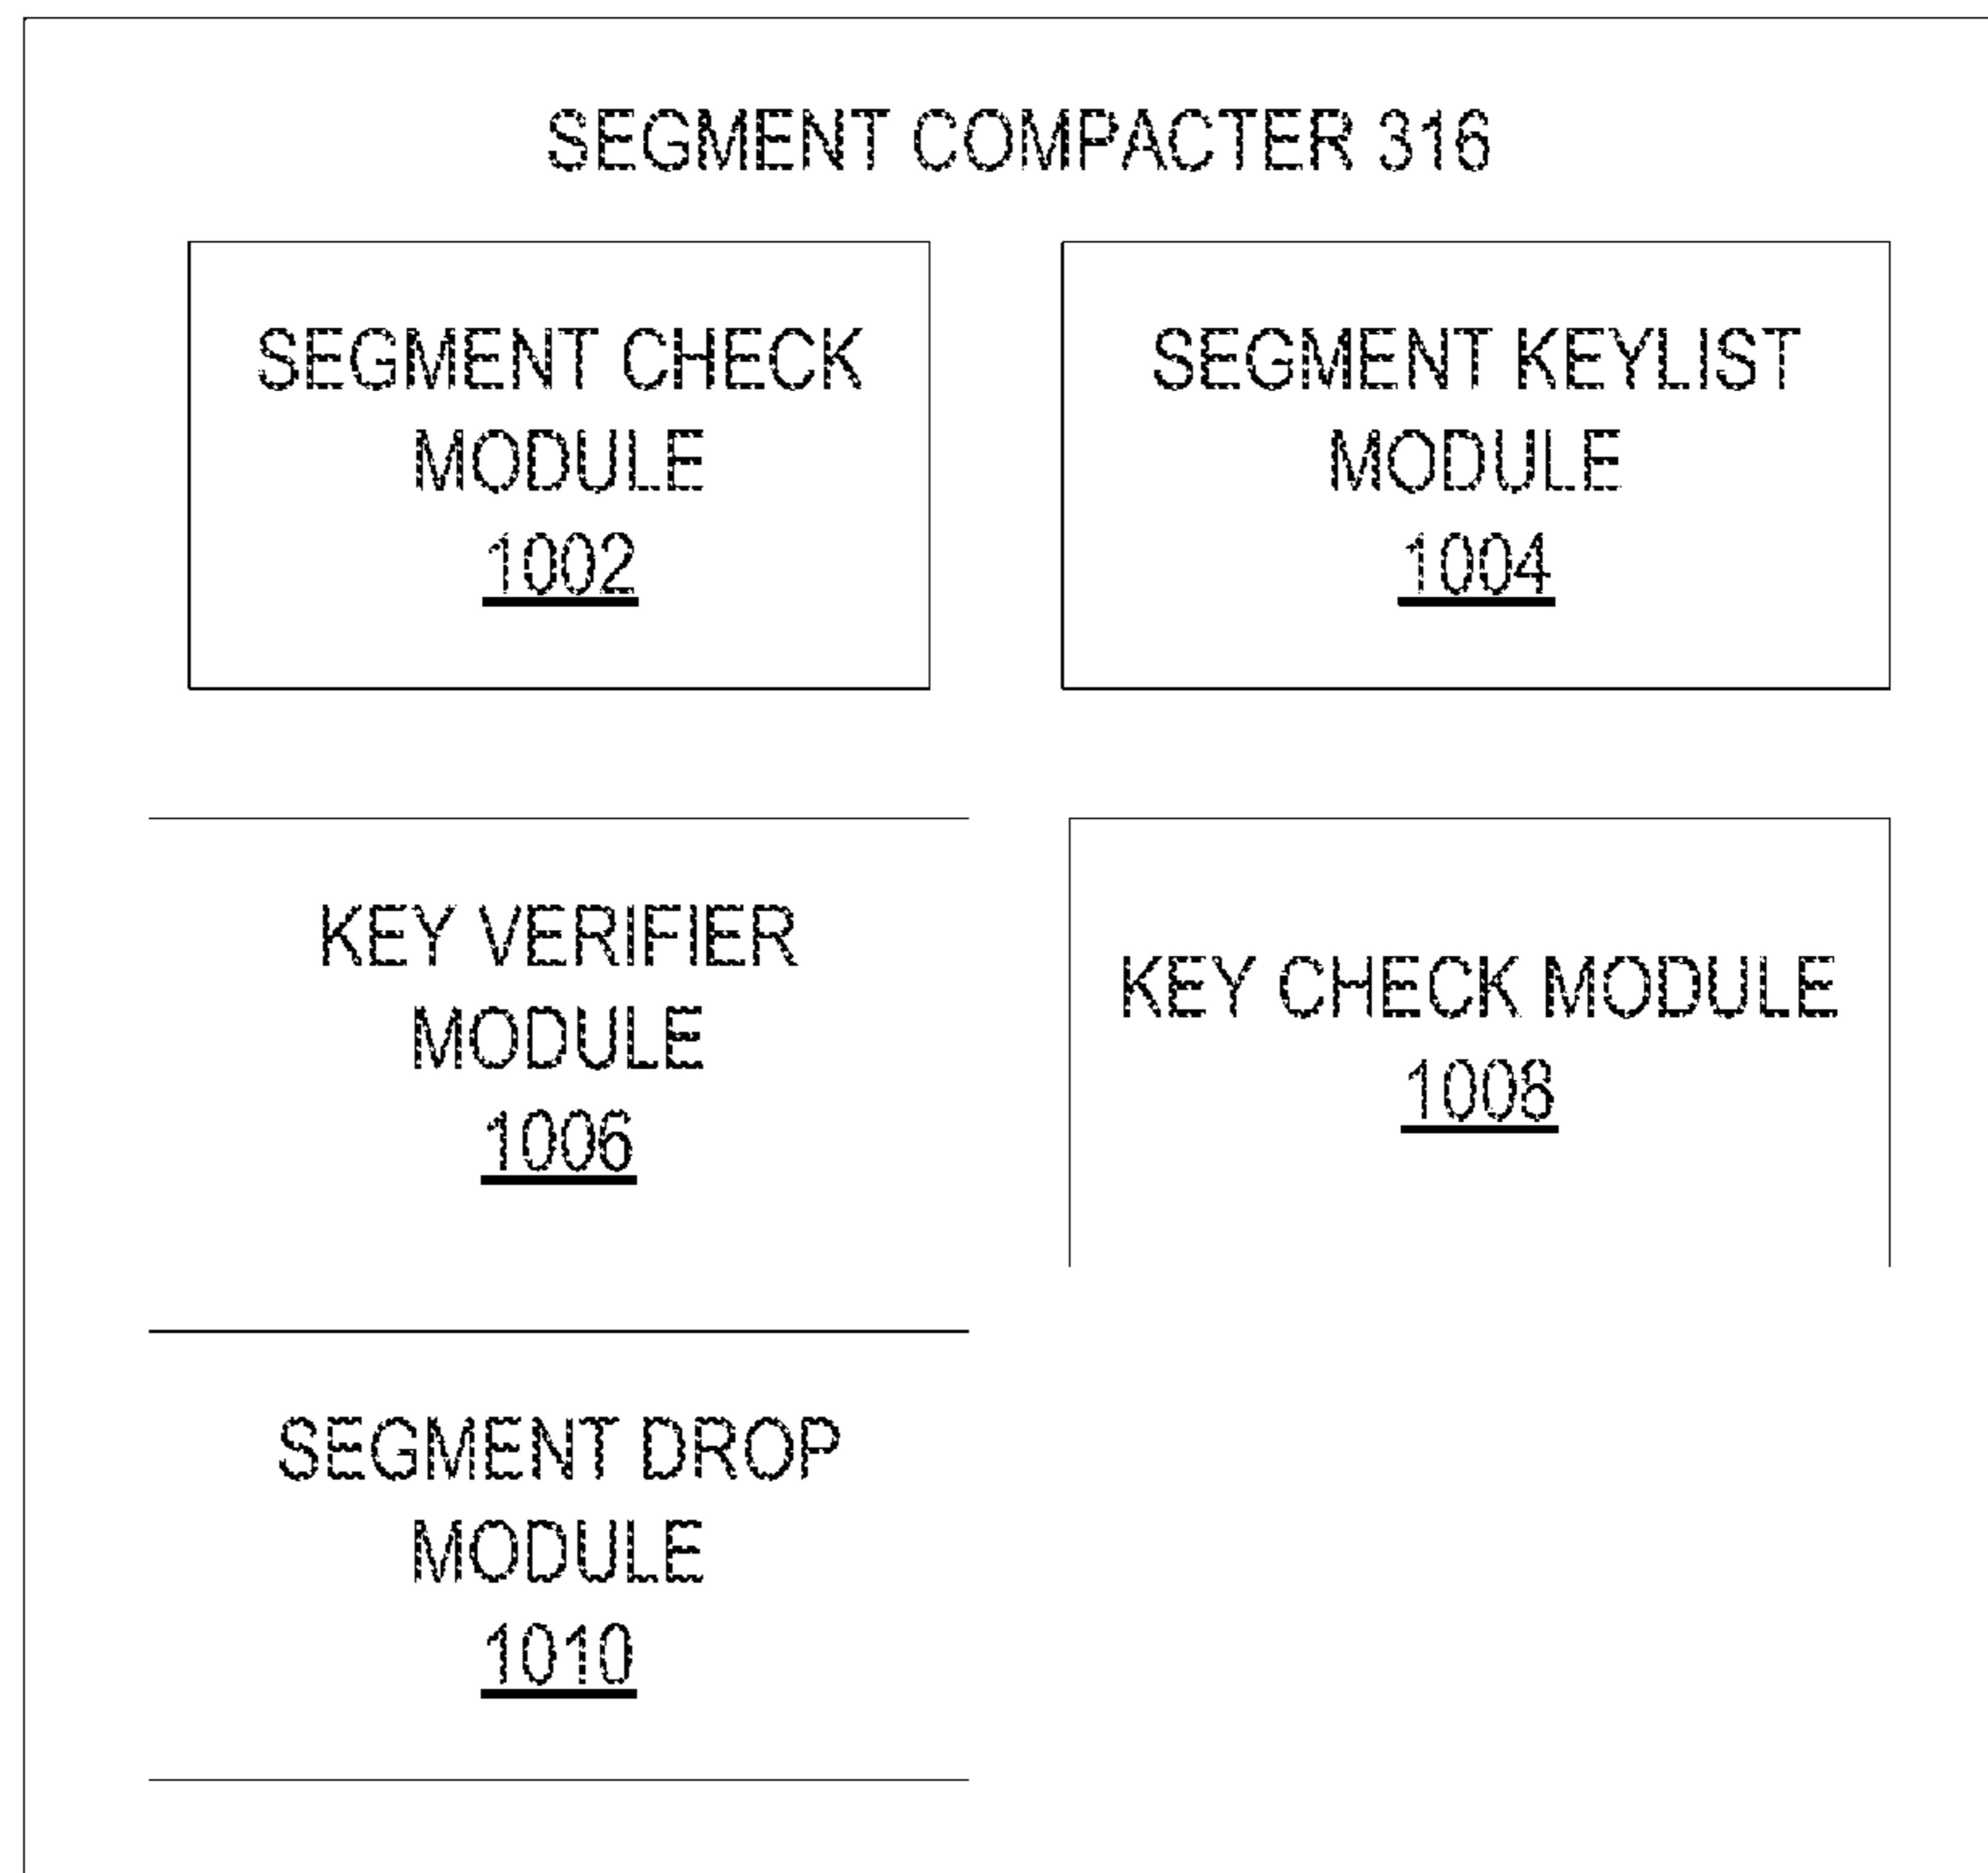 SEGMENT COMPACTER 316
SEGMENT CHECK
MODULE
1002
SEGMENT KEYLIST
MODULE
1004
KEY VERIFIER
MODULE
1006
KEY CHECK MODULE
1008
SEGMENT DROP
MODULE
1010